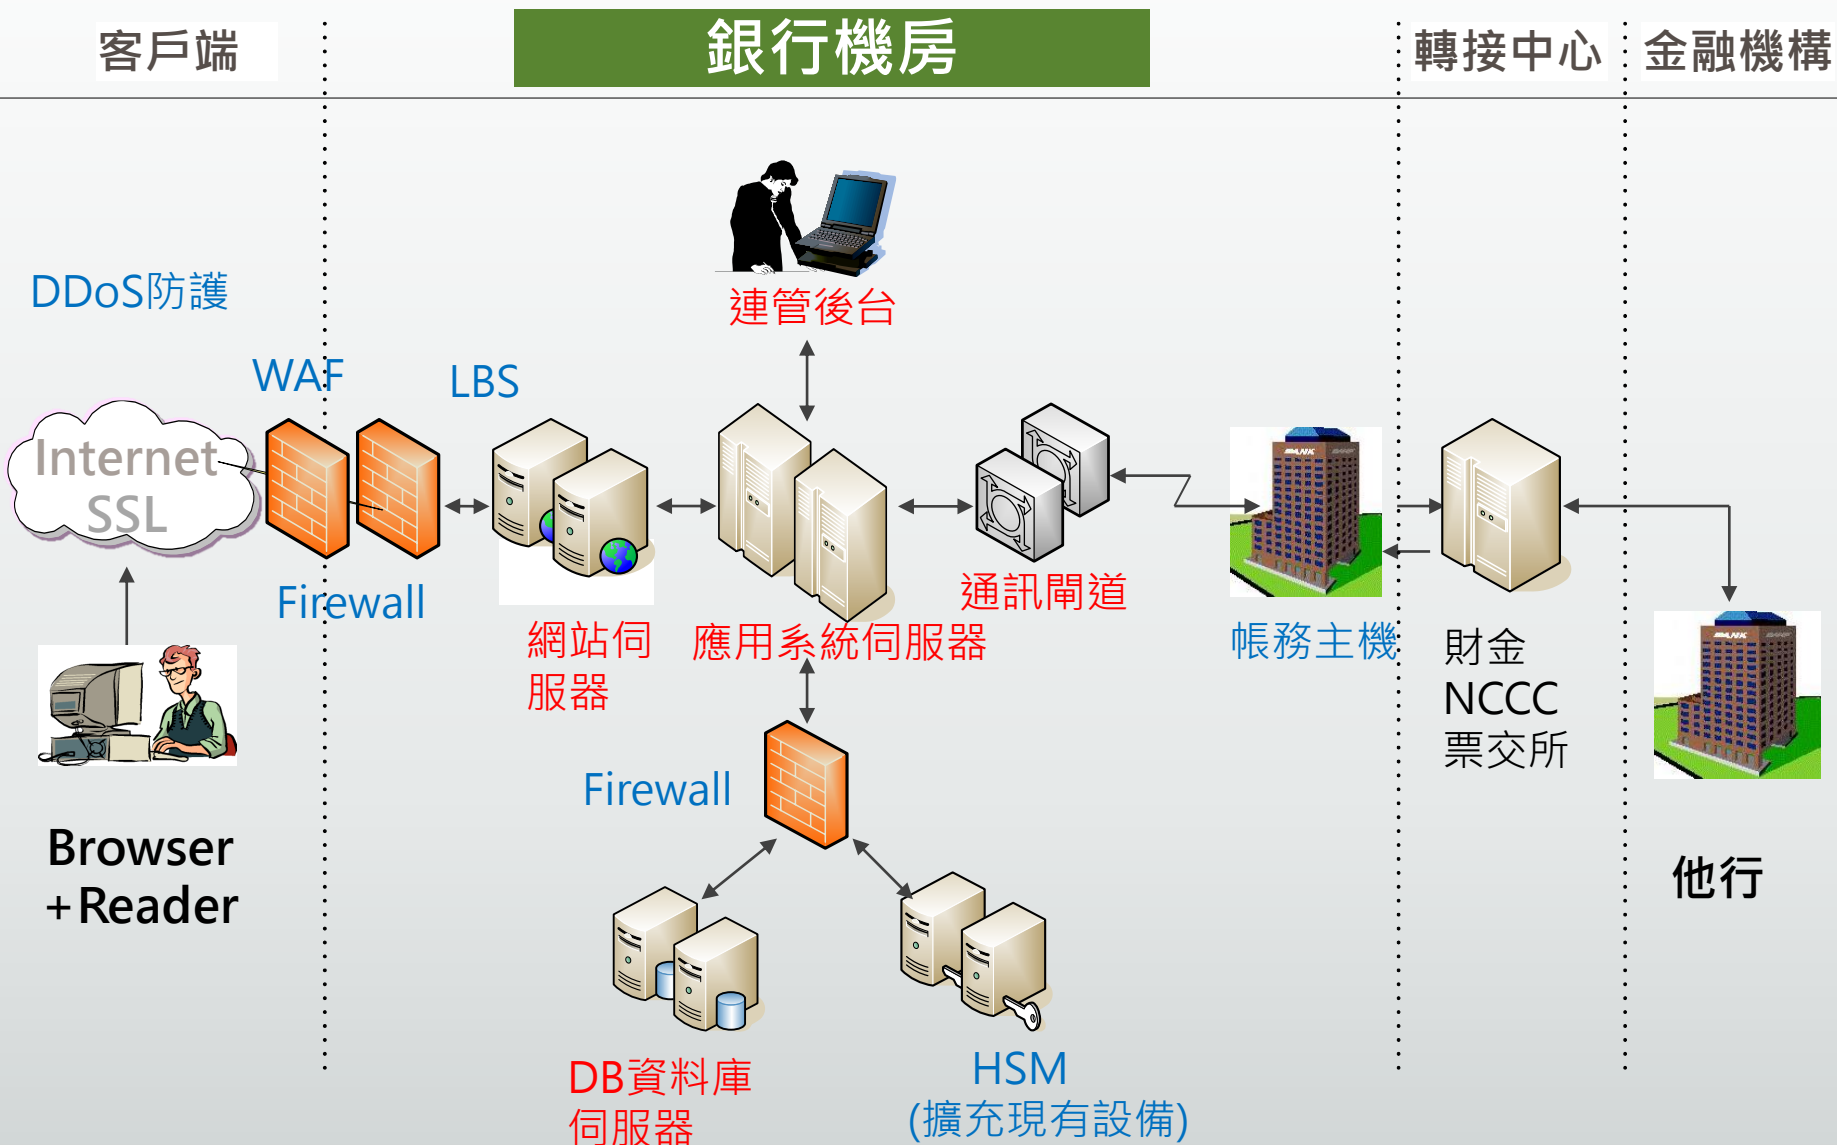 客戶端
銀行機房
轉接中心
金融機構
DDoS防護
連管後台
WAF
LBS
Internet
SSL
Firewall
網站伺
服器
應用系統伺服器
通訊閘道
帳務主機
財金
NCCC
票交所
Firewall
Browser
+Reader
他行
DB資料庫
伺服器
HSM
(擴充現有設備)